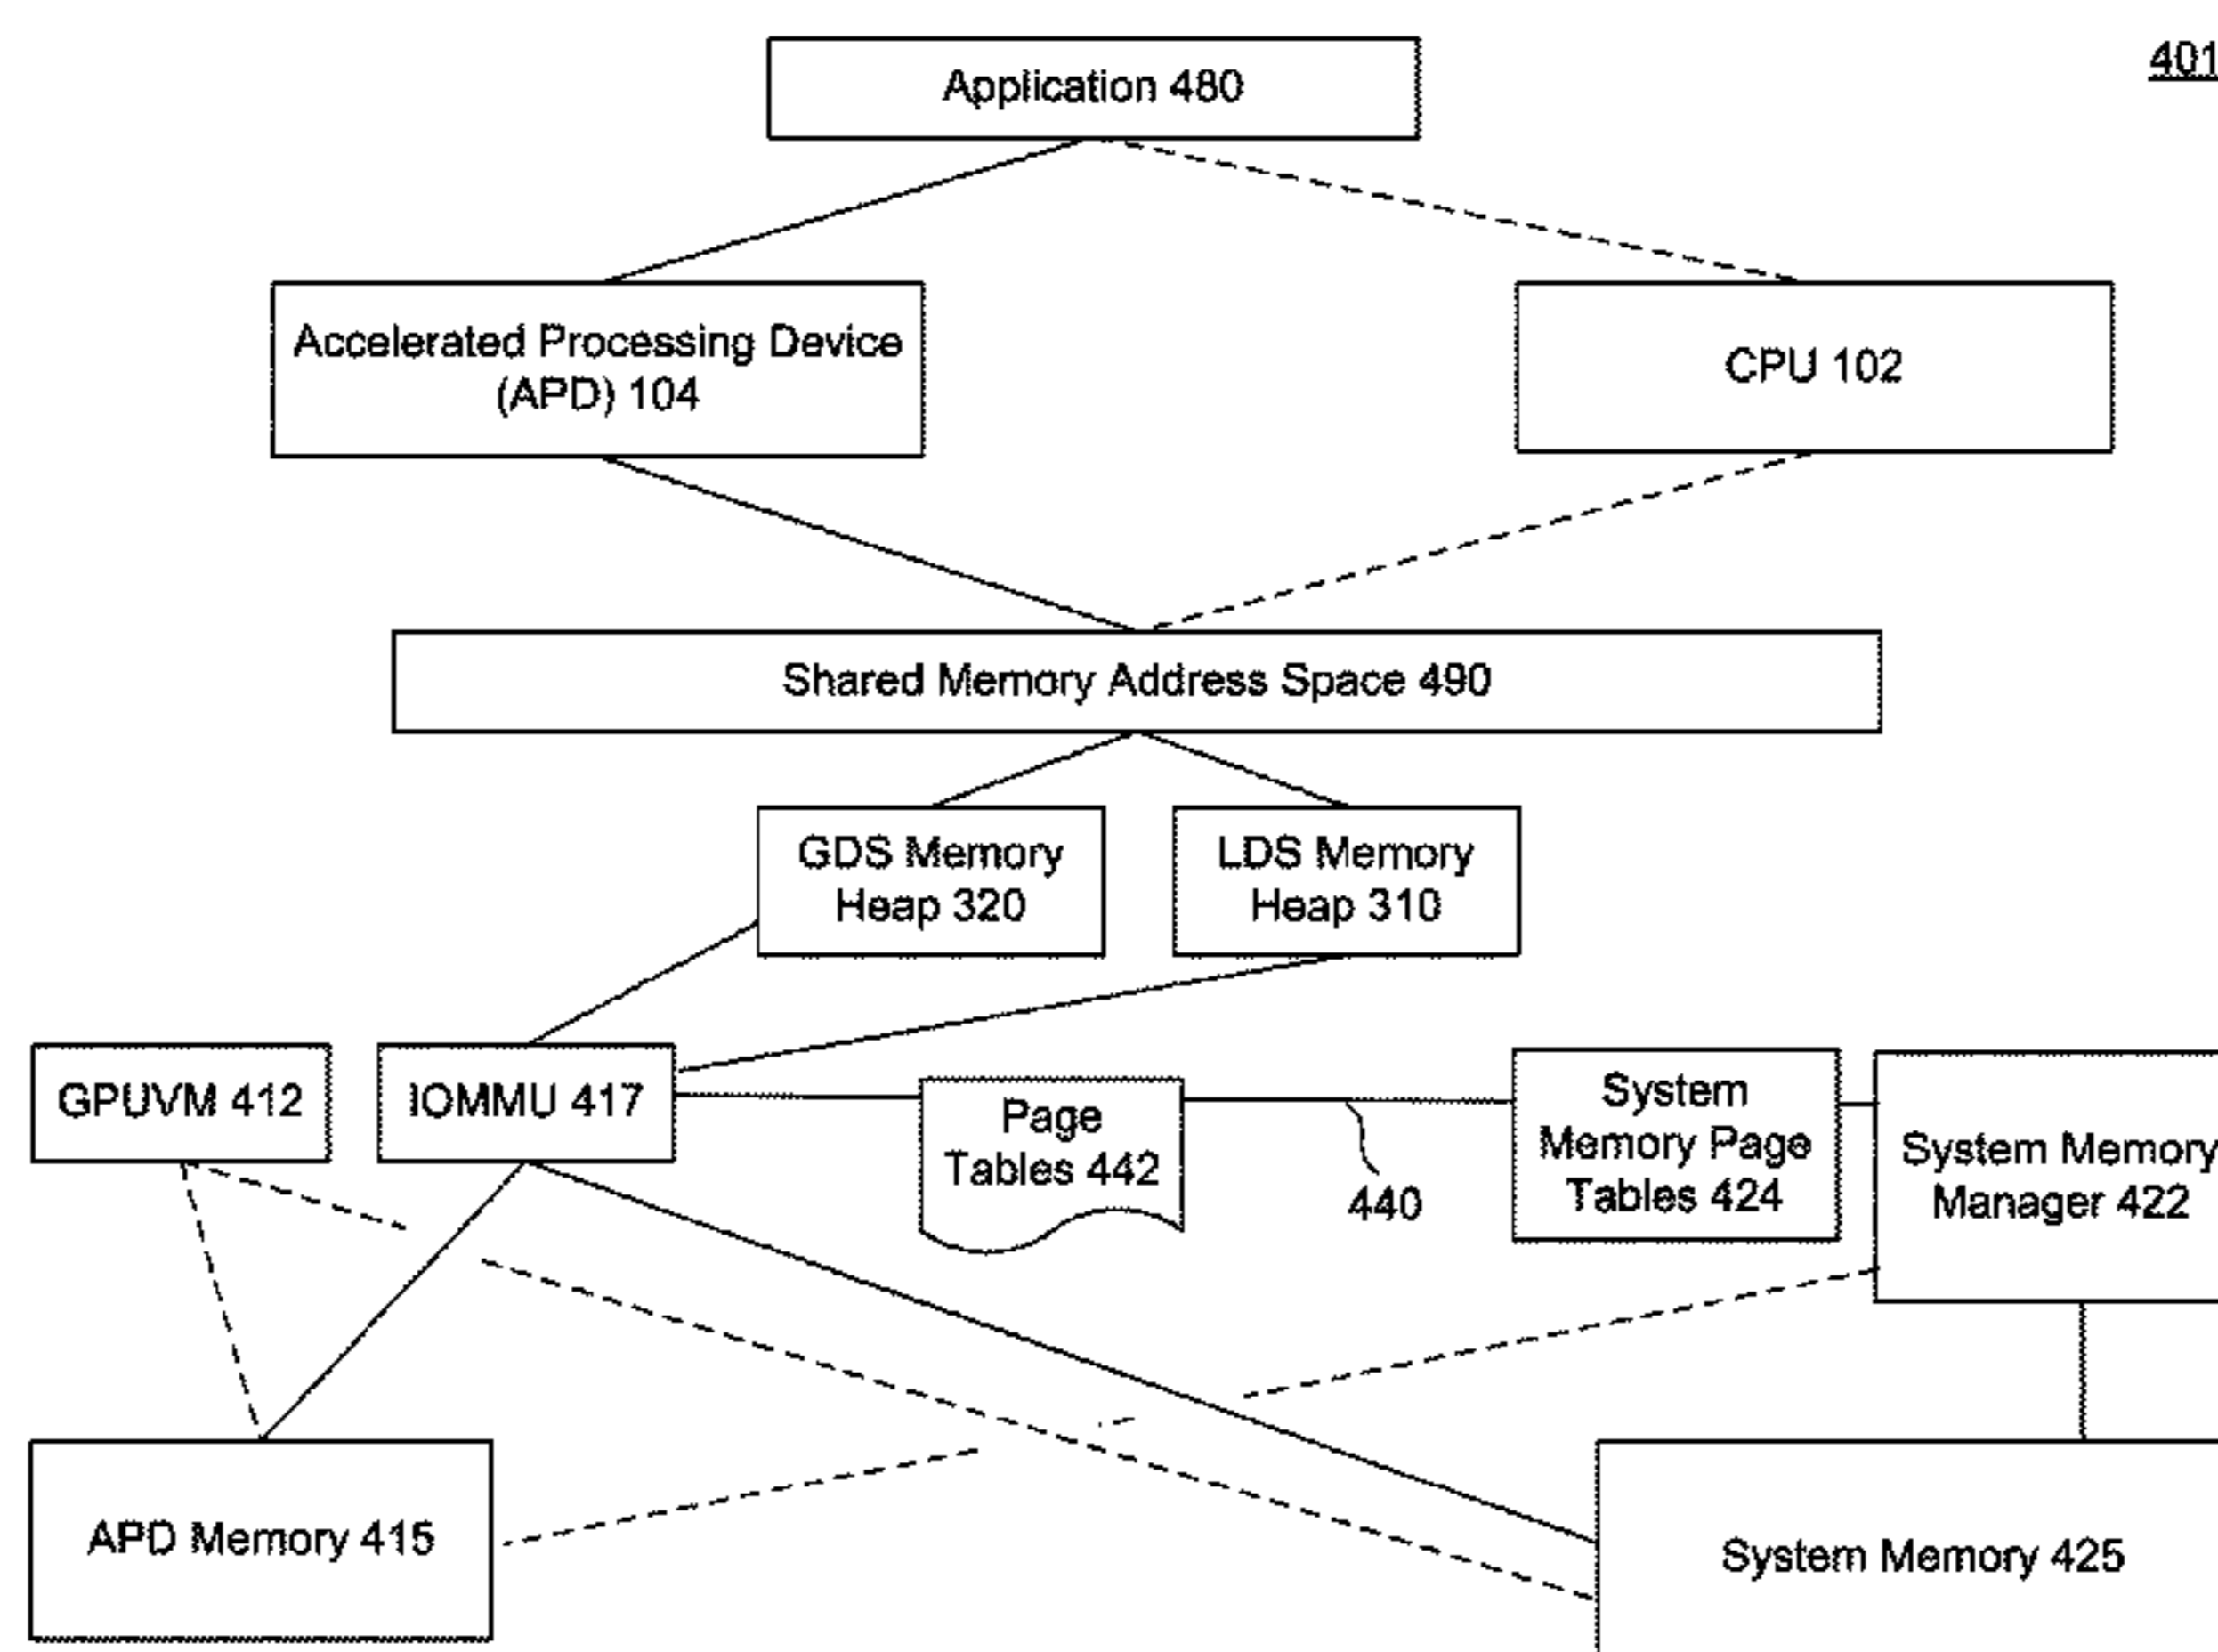 401
Application 480
Accelerated Processing Device
(APD) 104
CPU 102
Shared Memory Address Space 490
GDS Memory
Heap 320
LDS Memory
Heap 310
GPUVM 412
IOMMU 417
Page
Tables 442
440
System
Memory Page
Tables 424
System Memory
Manager 422
APD Memory 415
System Memory 425